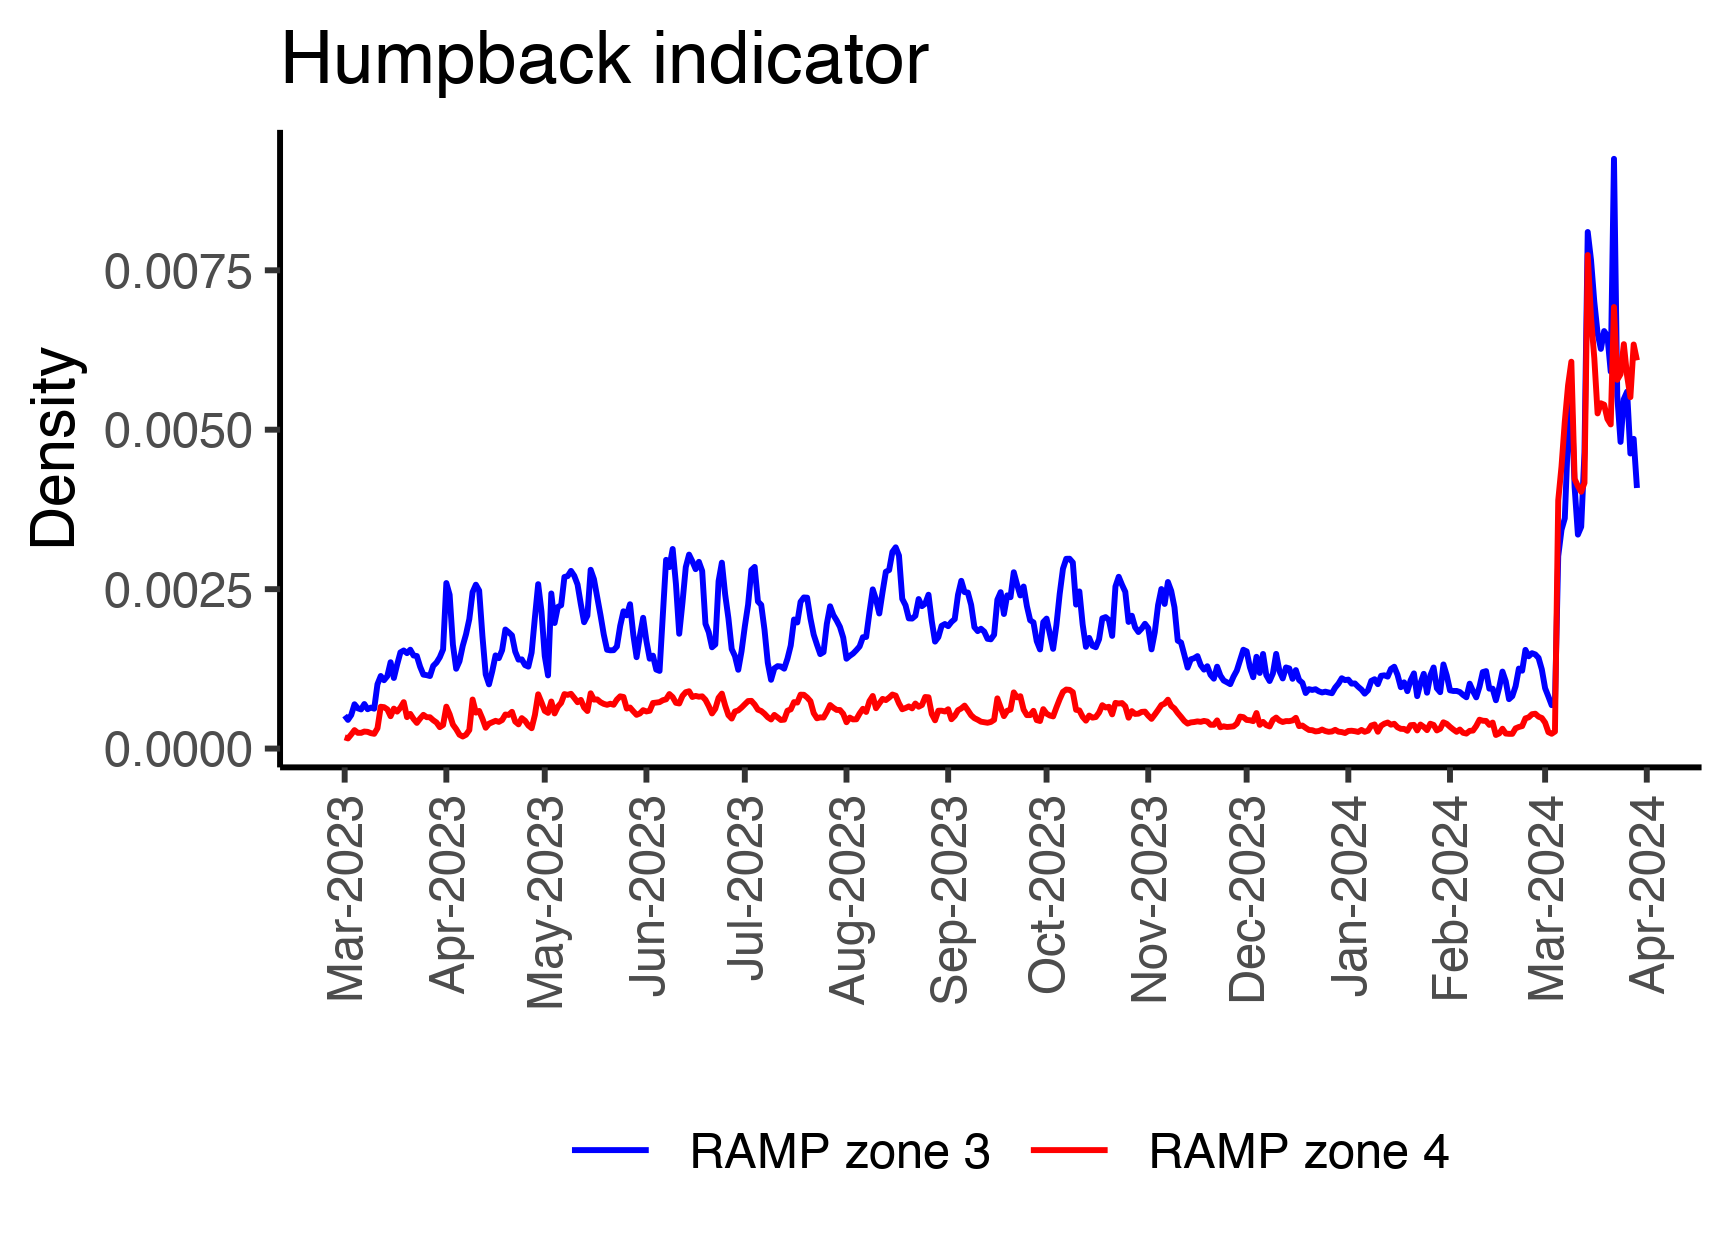 Humpback indicator
Density
0.0075
0.0050
0.0025
0.0000
Mar-2023
Apr-2023
May-2023
Jun-2023
Jul-2023
Aug-2023
Sep-2023
Oct-2023
Nov-2023
Dec-2023
Jan-2024
Feb-2024
Mar-2024
Apr-2024
RAMP zone 3
RAMP zone 4